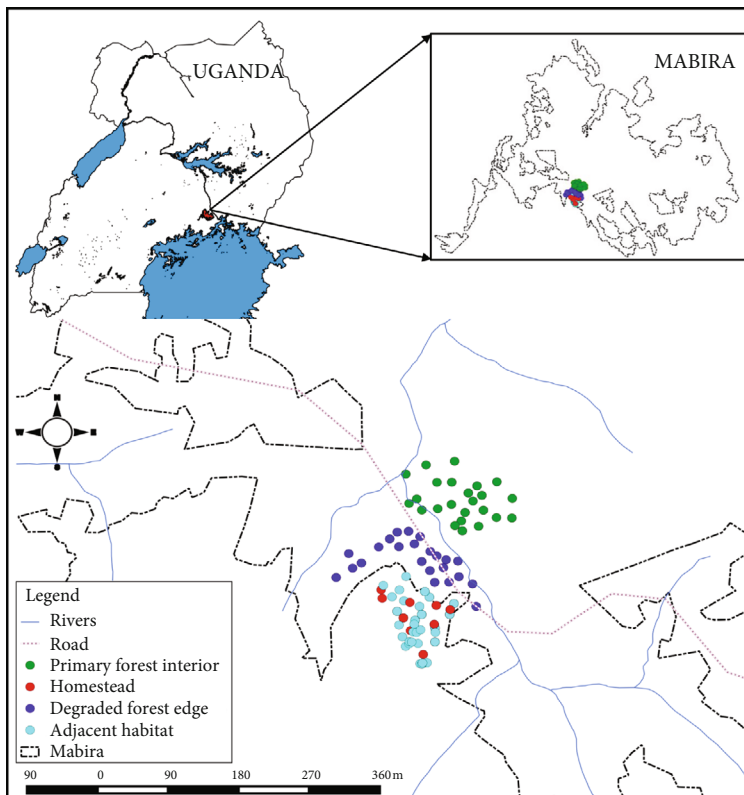 UGANDA
MABIRA
Legend
Rivers
Road
Primary forest interior
Homestead
Degraded forest edge
Adjacent habitat
Mabira
90 0 90 180 270 360 m